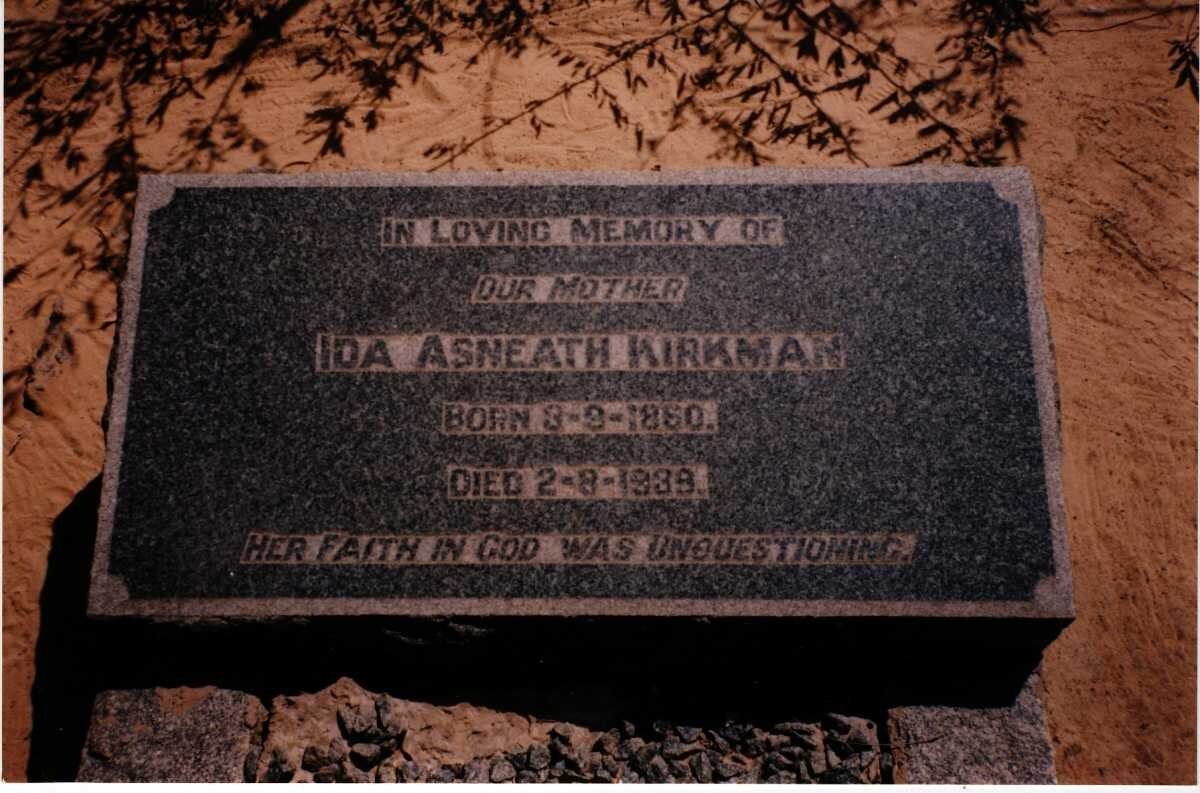 IN LOVING MEMORY OF
OUR MOTHER
IDA ASNEATH KIRKMAN
BORN 3-9-1860.
DIED 2-8-1939.
HER FAITH IN GOD WAS UNQUESTIONING.